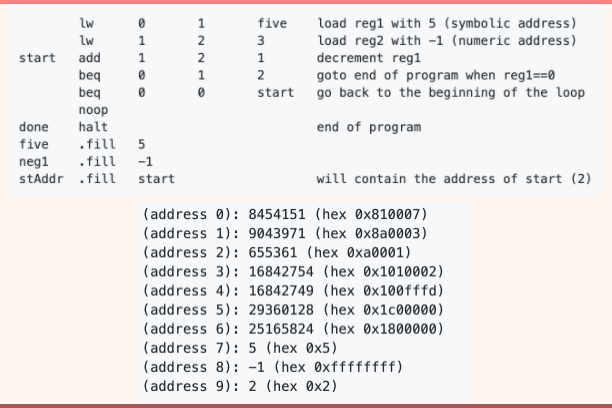 lw 0 1 five load reg1 with 5 (symbolic address)
lw 1 2 3 load reg2 with -1 (numeric address)
start add 1 2 1 decrement reg1
beq 0 1 2 goto end of program when reg1==0
beq 0 0 start go back to the beginning of the loop
noop
done halt end of program
five .fill 5
neg1 .fill -1
stAddr .fill start will contain the address of start (2)
(address 0): 8454151 (hex 0x810007)
(address 1): 9043971 (hex 0x8a0003)
(address 2): 655361 (hex 0xa0001)
(address 3): 16842754 (hex 0x1010002)
(address 4): 16842749 (hex 0x100fffd)
(address 5): 29360128 (hex 0x1c00000)
(address 6): 25165824 (hex 0x1800000)
(address 7): 5 (hex 0x5)
(address 8): -1 (hex 0xffffffff)
(address 9): 2 (hex 0x2)